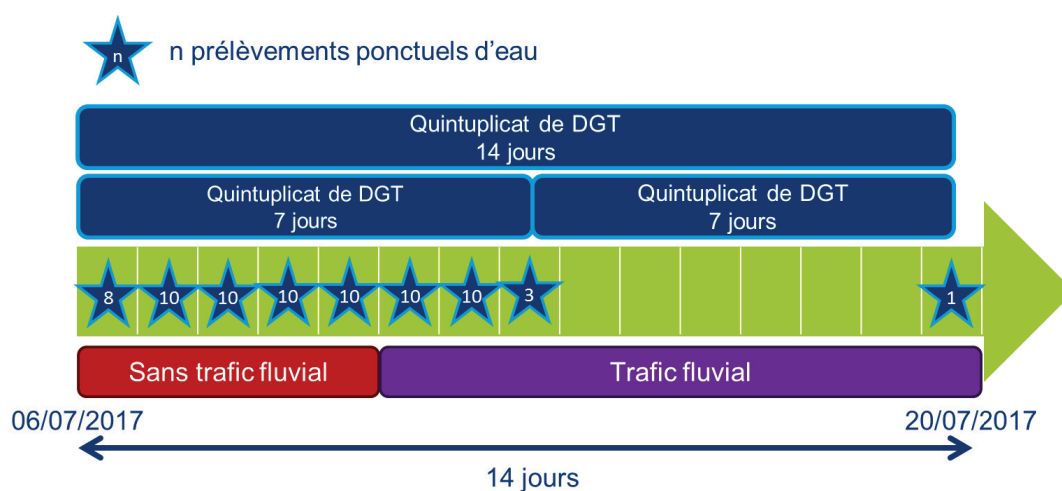 n
n prélèvements ponctuels d'eau
Quintuplicat de DGT
14 jours
Quintuplicat de DGT
7 jours
Quintuplicat de DGT
7 jours
8 10 10 10 10 10 10 3 1
Sans trafic fluvial
Trafic fluvial
06/07/2017
20/07/2017
14 jours